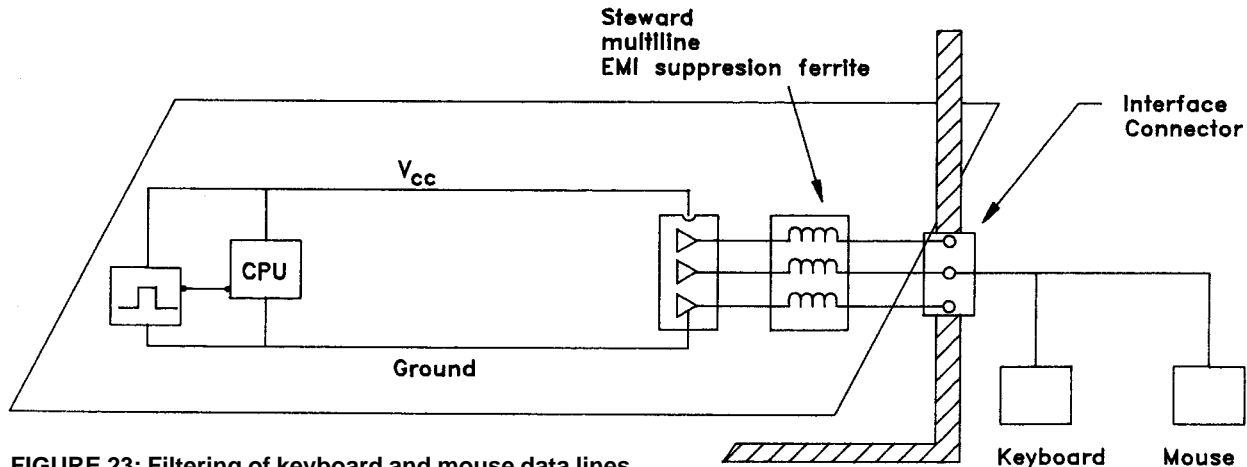 Steward
multiline
EMI suppresion ferrite
Interface
Connector
Vcc
CPU
Ground
Keyboard
Mouse
FIGURE 23: Filtering of keyboard and mouse data lines